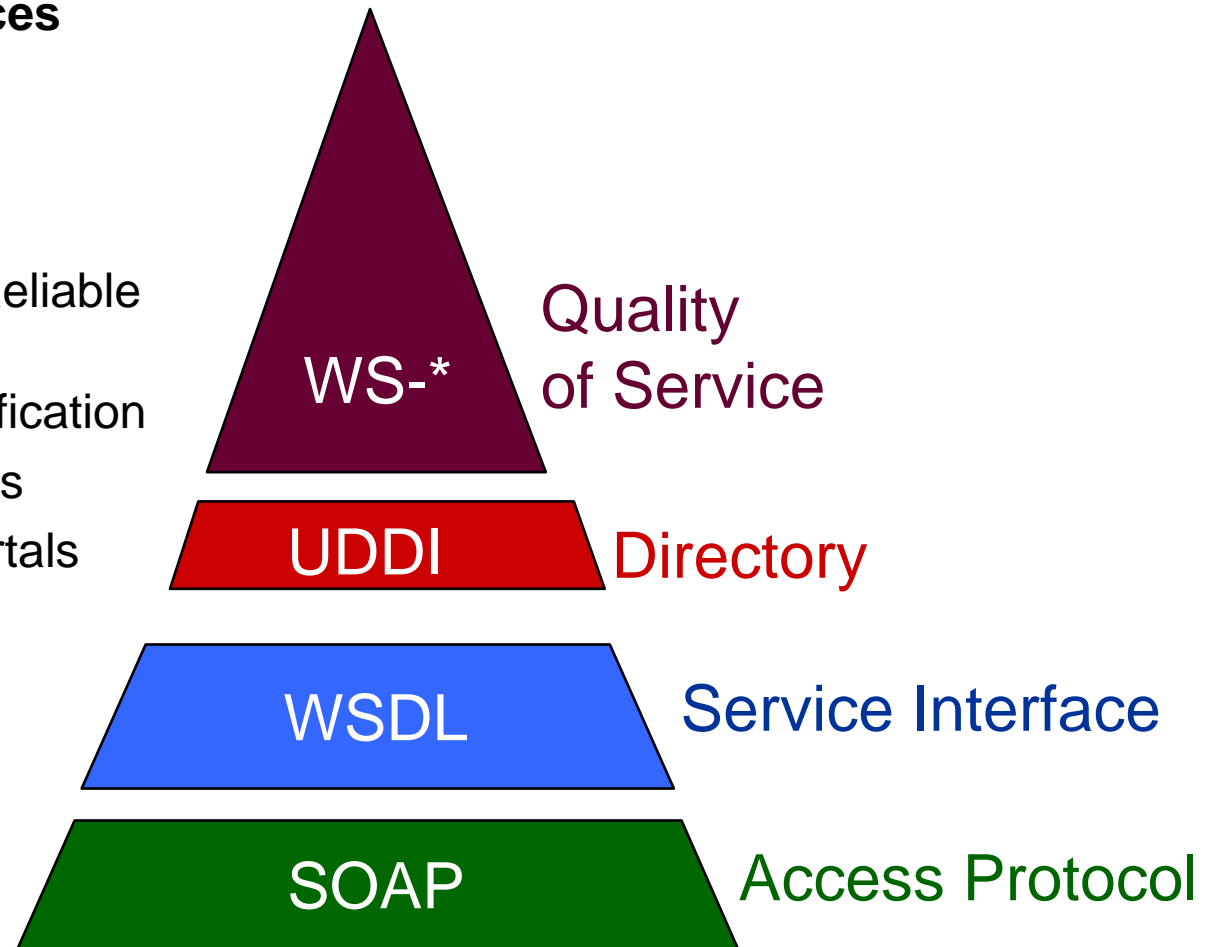 ces
eliable
fication
s
rtals
WS-*
Quality
of Service
UDDI
Directory
WSDL
Service Interface
SOAP
Access Protocol